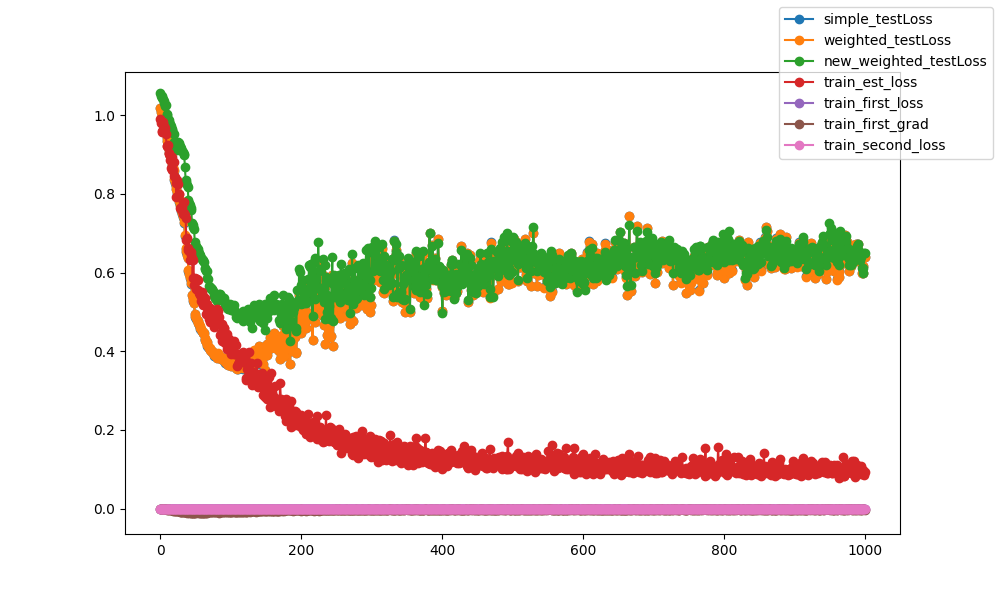 simple_testLoss
weighted_testLoss
new_weighted_testLoss
train_est_loss
train_first_loss
train_first_grad
train_second_loss
1.0
0.8
0.6
0.4
0.2
0.0
0 200 400 600 800 1000